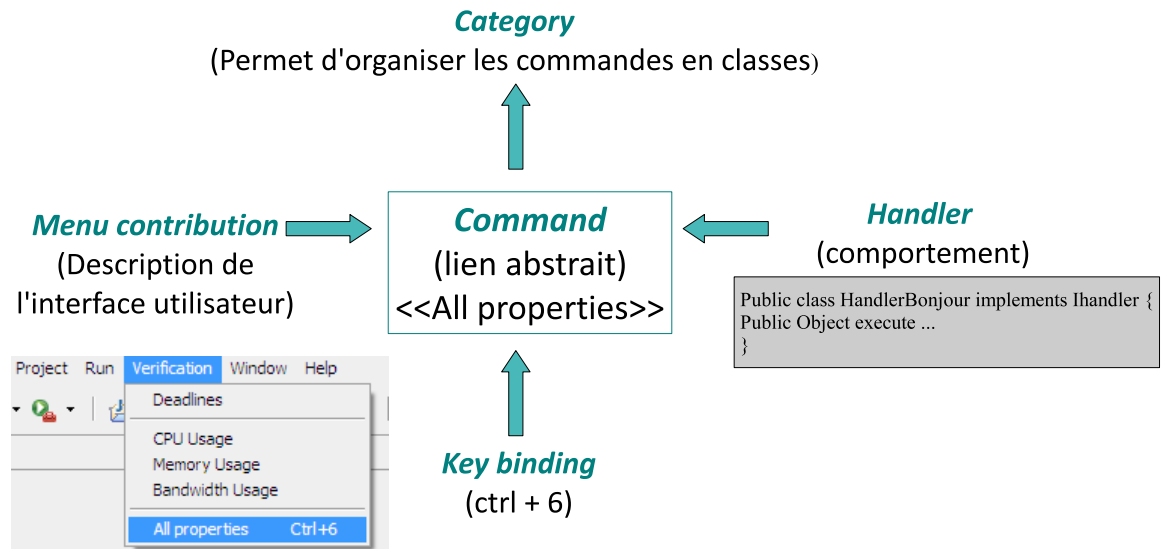 Category
(Permet d'organiser les commandes en classes)
Menu contribution
(Description de
l'interface utilisateur)
Command
(lien abstrait)
<<All properties>>
Handler
(comportement)
Public class HandlerBonjour implements Ihandler {
Public Object execute ...
}
Project Run Verification Window Help
Deadlines
CPU Usage
Memory Usage
Bandwidth Usage
All properties Ctrl+6
Key binding
(ctrl + 6)